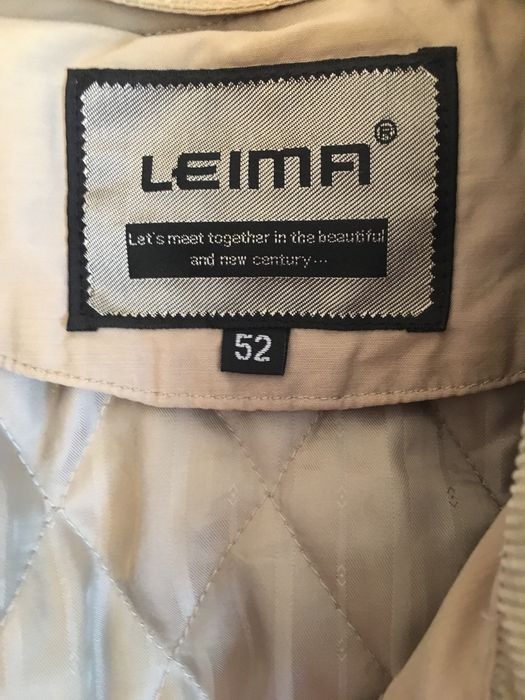 LEIMA®
Let's meet together in the beautiful
and new century...
52